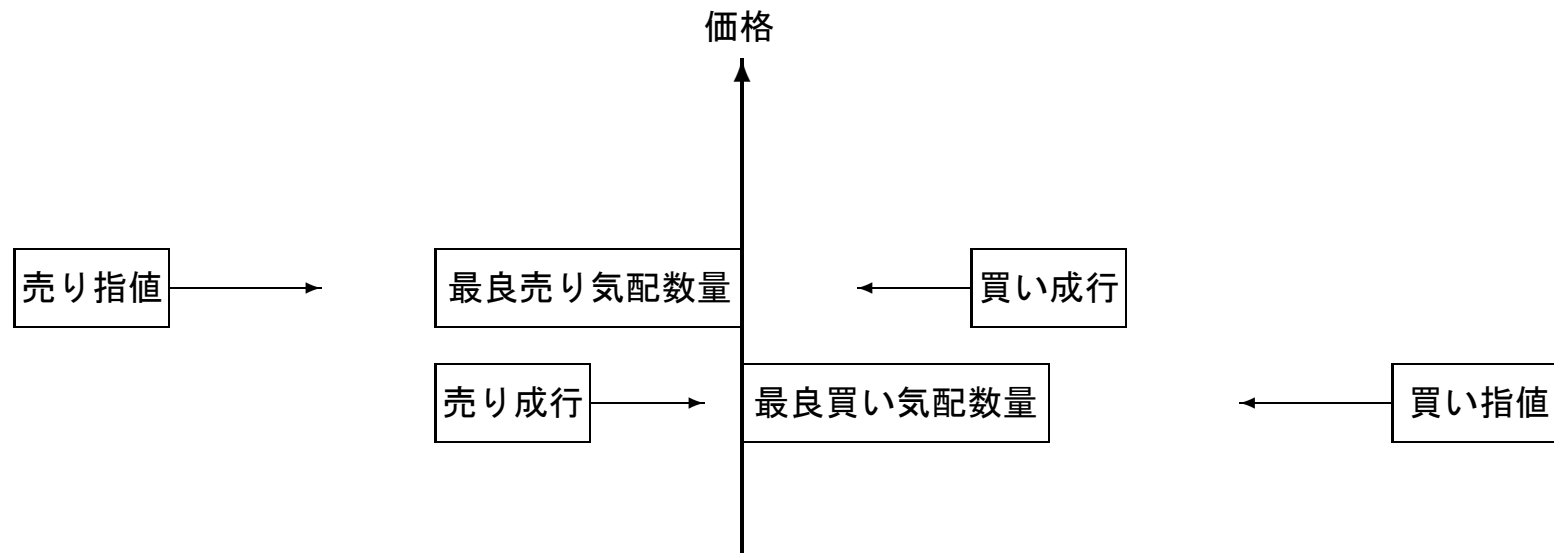 価格
売り指値
最良売り気配数量
買い成行
売り成行
最良買い気配数量
買い指値